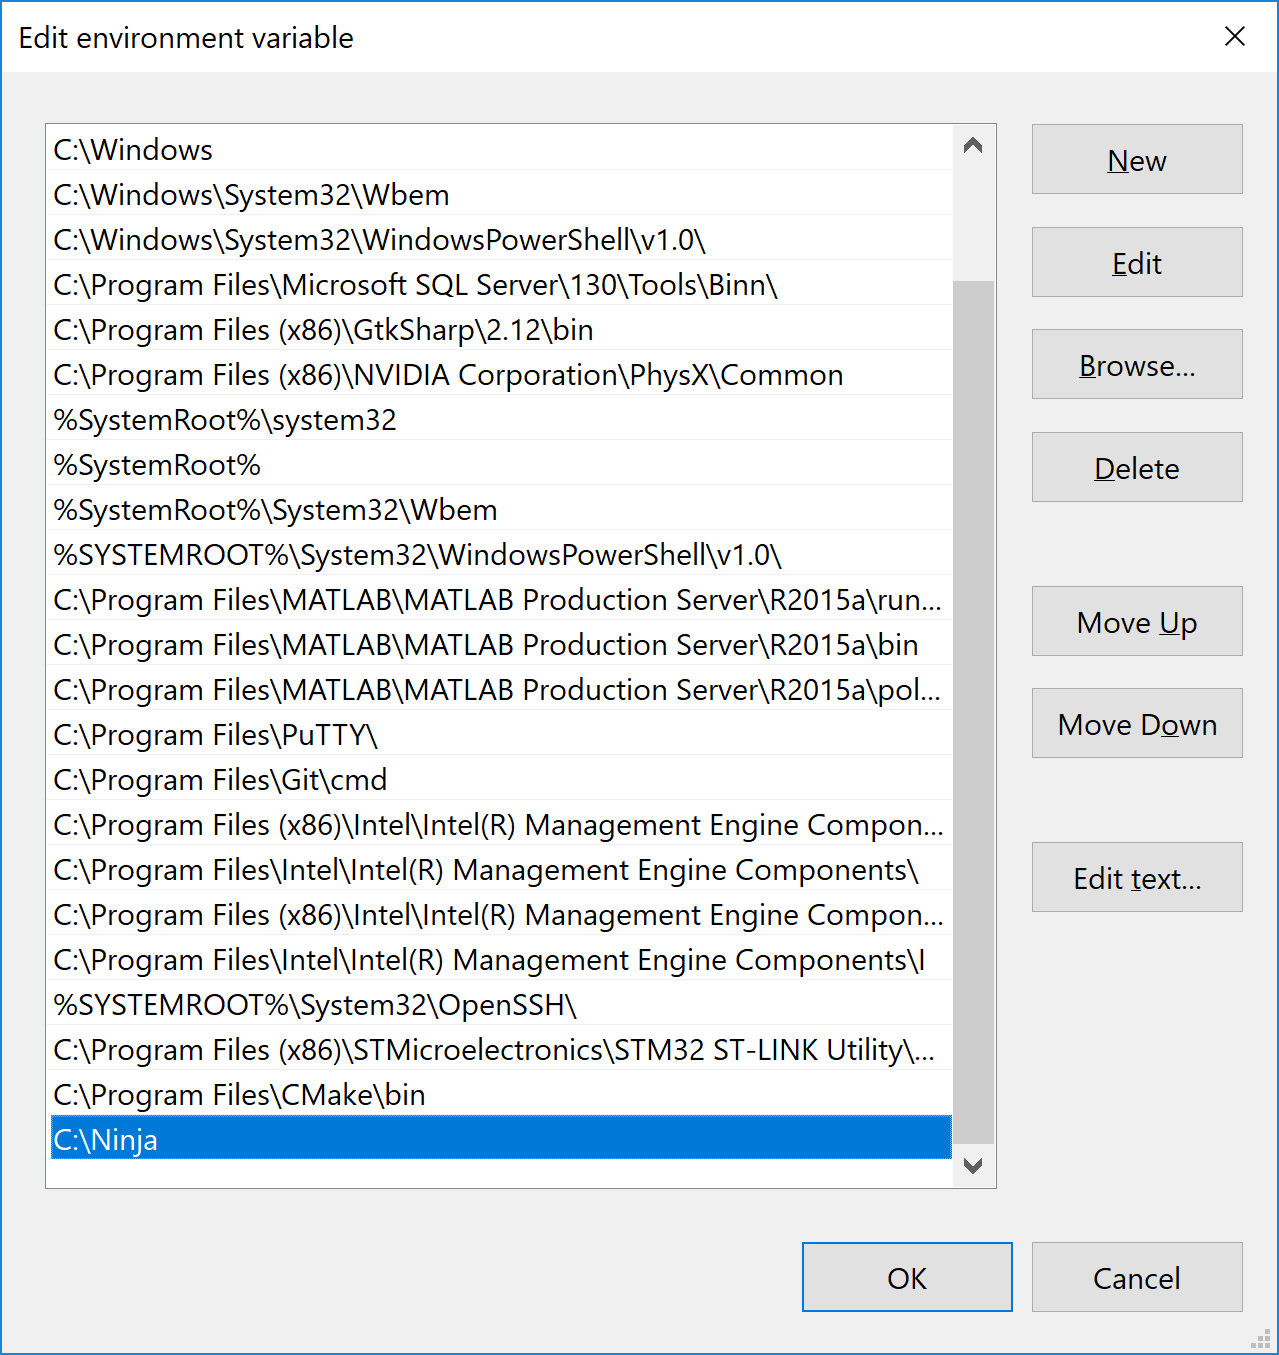 Edit environment variable
C:\Windows
C:\Windows\System32\Wbem
C:\Windows\System32\WindowsPowerShell\v1.0\
C:\Program Files\Microsoft SQL Server\130\Tools\Binn\
C:\Program Files (x86)\GtkSharp\2.12\bin
C:\Program Files (x86)\NVIDIA Corporation\PhysX\Common
%SystemRoot%\system32
%SystemRoot%
%SystemRoot%\System32\Wbem
%SYSTEMROOT%\System32\WindowsPowerShell\v1.0\
C:\Program Files\MATLAB\MATLAB Production Server\R2015a\run...
C:\Program Files\MATLAB\MATLAB Production Server\R2015a\bin
C:\Program Files\MATLAB\MATLAB Production Server\R2015a\pol...
C:\Program Files\PuTTY\
C:\Program Files\Git\cmd
C:\Program Files (x86)\Intel\Intel(R) Management Engine Compon...
C:\Program Files\Intel\Intel(R) Management Engine Components\
C:\Program Files (x86)\Intel\Intel(R) Management Engine Compon...
C:\Program Files\Intel\Intel(R) Management Engine Components\I
%SYSTEMROOT%\System32\OpenSSH\
C:\Program Files (x86)\STMicroelectronics\STM32 ST-LINK Utility\...
C:\Program Files\CMake\bin
C:\Ninja
New
Edit
Browse...
Delete
Move Up
Move Down
Edit text...
OK
Cancel